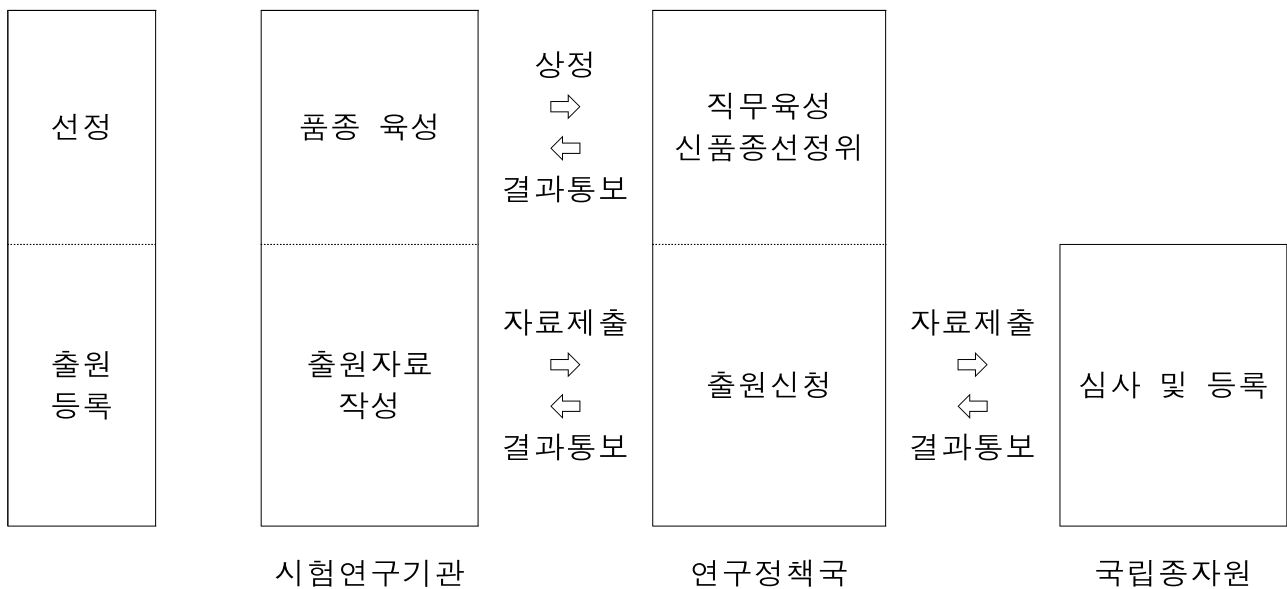 선정
품종 육성
상정
⇨
⇦
결과통보
직무육성
신품종선정위
출원
등록
출원자료
작성
자료제출
⇨
⇦
결과통보
출원신청
자료제출
⇨
⇦
결과통보
심사 및 등록
시험연구기관
연구정책국
국립종자원